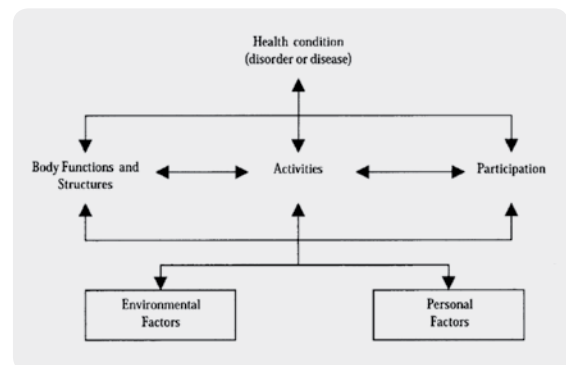 Health condition
(disorder or disease)
Body Functions and
Structures
Activities
Participation
Environmental
Factors
Personal
Factors